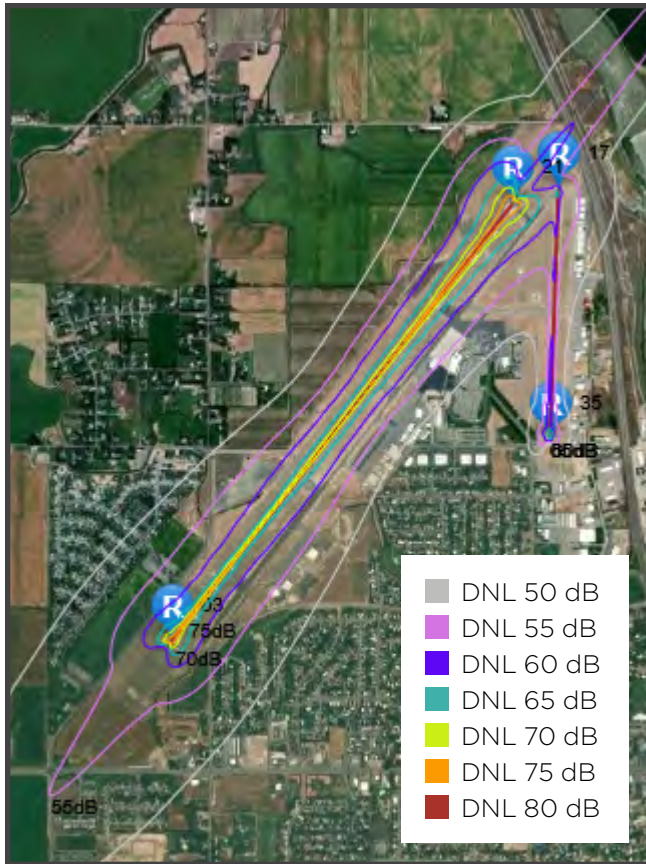 R
R
17
21
R
35
65dB
R
03
75dB
70dB
55dB
DNL 50 dB
DNL 55 dB
DNL 60 dB
DNL 65 dB
DNL 70 dB
DNL 75 dB
DNL 80 dB